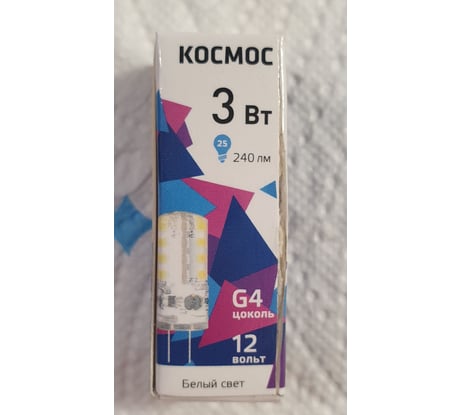 КОСМОС
3 Вт
25
240 лм
G4
цоколь
12
вольт
Белый свет